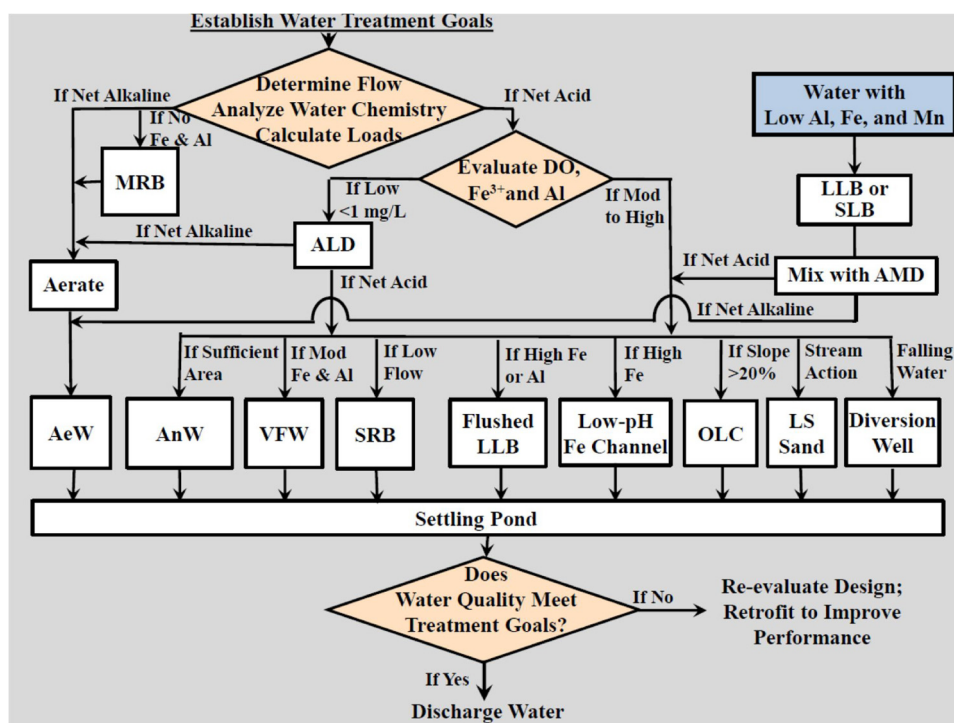 Establish Water Treatment Goals
Determine Flow
Analyze Water Chemistry
Calculate Loads
If Net Alkaline
If No
Fe & Al
MRB
If Net Acid
Evaluate DO,
Fe³⁺ and Al
If Low
<1 mg/L
If Mod
to High
Water with
Low Al, Fe, and Mn
LLB or
SLB
If Net Alkaline
ALD
Aerate
If Net Acid
If Net Acid
Mix with AMD
If Net Alkaline
If Sufficient
Area
If Mod
Fe & Al
If Low
Flow
If High Fe
or Al
If High
Fe
If Slope
>20%
Stream
Action
Falling
Water
AeW
AnW
VFW
SRB
Flushed
LLB
Low-pH
Fe Channel
OLC
LS
Sand
Diversion
Well
Settling Pond
Does
Water Quality Meet
Treatment Goals?
If No
Re-evaluate Design;
Retrofit to Improve
Performance
If Yes
Discharge Water